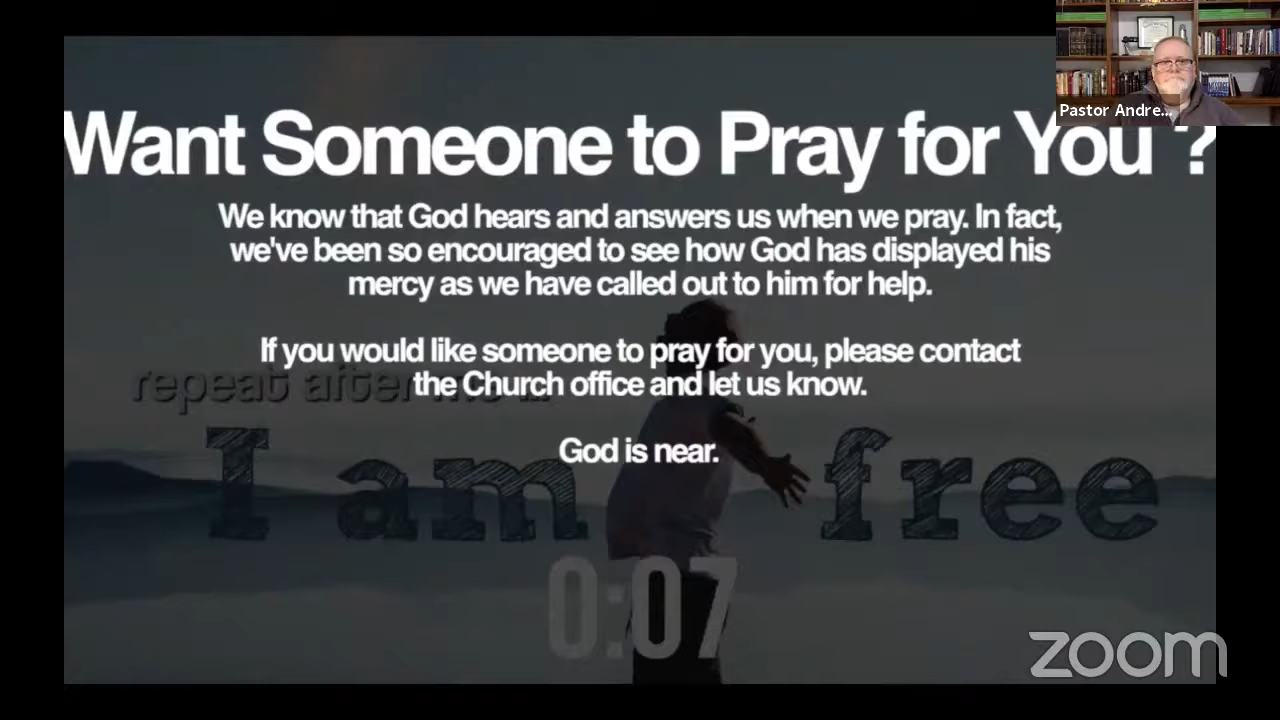 Pastor Andre...
Want Someone to Pray for You ?
We know that God hears and answers us when we pray. In fact,
we've been so encouraged to see how God has displayed his
mercy as we have called out to him for help.
If you would like someone to pray for you, please contact
the Church office and let us know.
repeat after me ...
God is near.
I am free
0:07
zoom